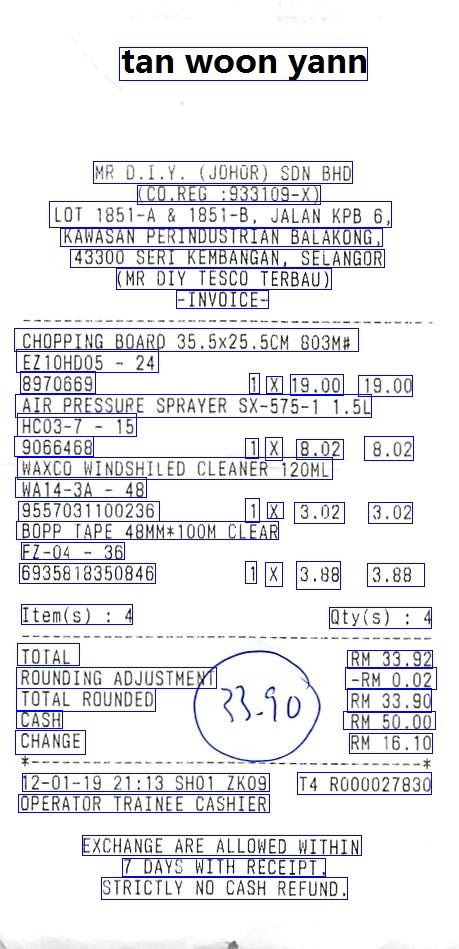 tan woon yann
MR D.I.Y. (JOHOR) SDN BHD
(CO.REG :933109-X)
LOT 1851-A & 1851-B, JALAN KPB 6,
KAWASAN PERINDUSTRIAN BALAKONG,
43300 SERI KEMBANGAN, SELANGOR
(MR DIY TESCO TERBAU)
-INVOICE-
CHOPPING BOARD 35.5x25.5CM 803M#
EZ10HD05 - 24
8970669 1 X 19.00 19.00
AIR PRESSURE SPRAYER SX-575-1 1.5L
HC03-7 - 15
9066468 1 X 8.02 8.02
WAXCO WINDSHILED CLEANER 120ML
WA14-3A - 48
9557031100236 1 X 3.02 3.02
BOPP TAPE 48MM*100M CLEAR
FZ-04 - 36
6935818350846 1 X 3.88 3.88
Item(s) : 4 Qty(s) : 4
TOTAL RM 33.92
ROUNDING ADJUSTMENT -RM 0.02
TOTAL ROUNDED RM 33.90
33.90
CASH RM 50.00
CHANGE RM 16.10
12-01-19 21:13 SH01 ZK09 T4 R000027830
OPERATOR TRAINEE CASHIER
EXCHANGE ARE ALLOWED WITHIN
7 DAYS WITH RECEIPT.
STRICTLY NO CASH REFUND.